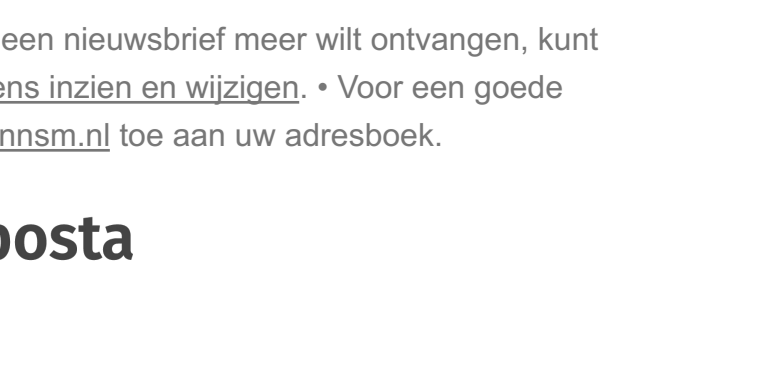 een nieuwsbrief meer wilt ontvangen, kunt
ens inzien en wijzigen. • Voor een goede
nnsm.nl toe aan uw adresboek.
posta